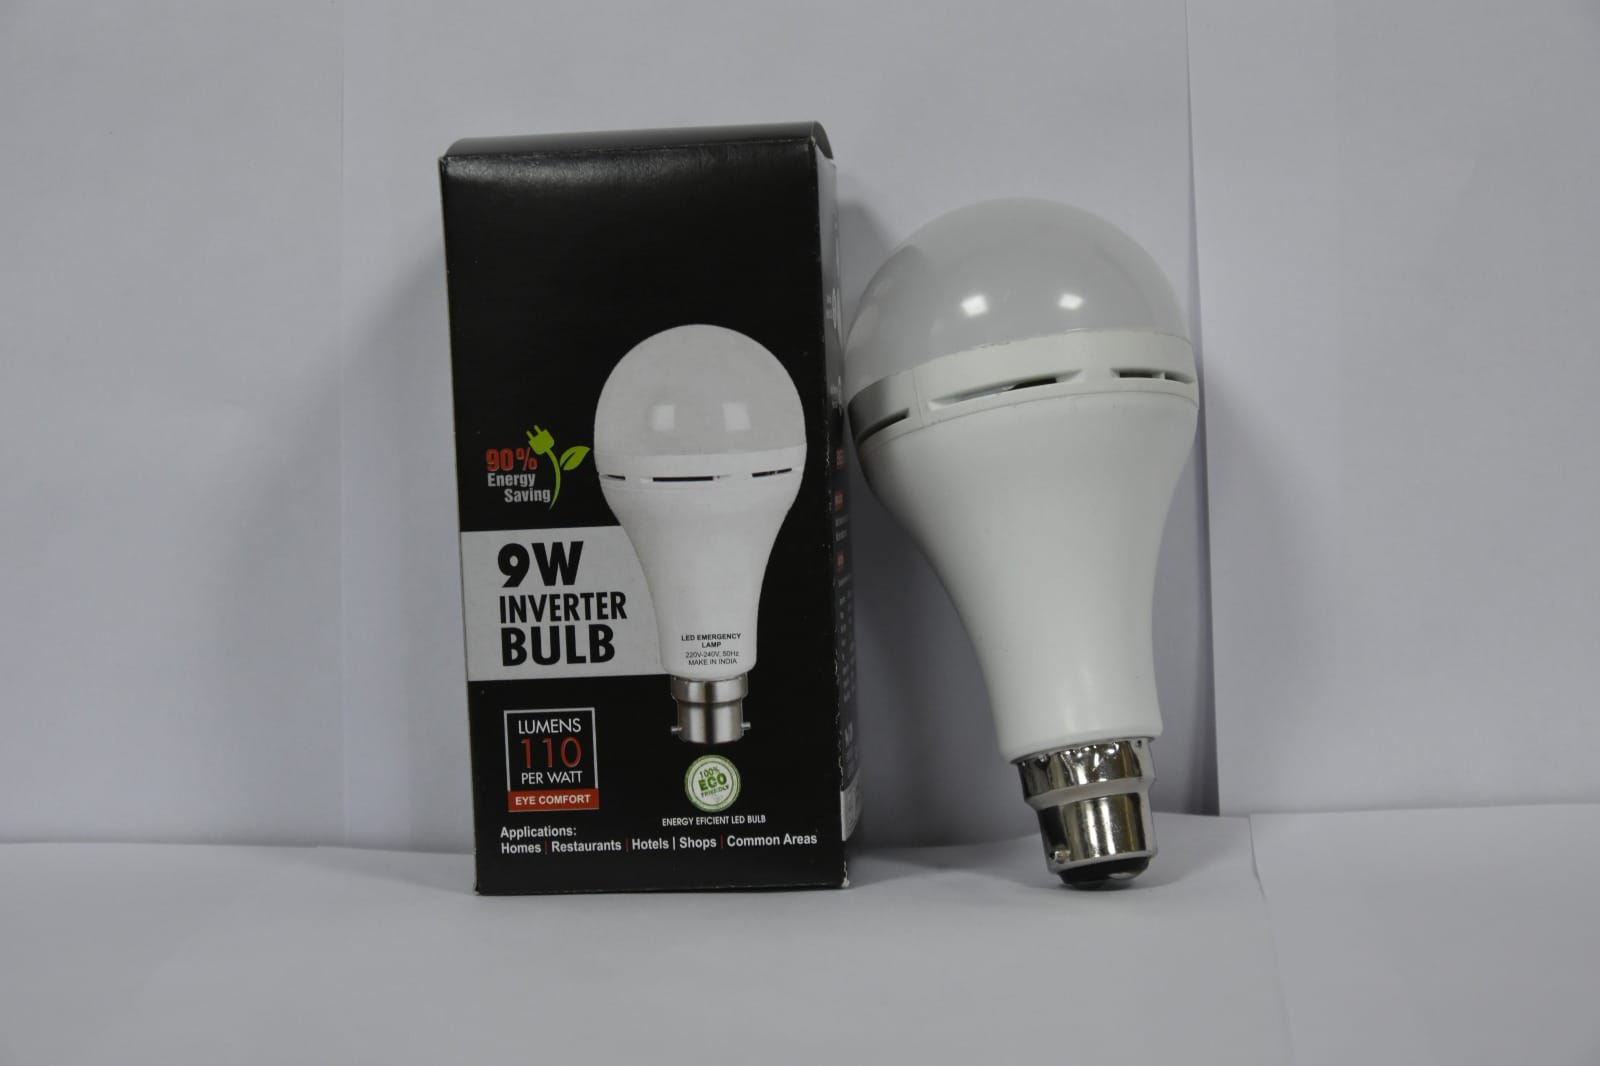 90%
Energy
Saving
9W
INVERTER
BULB
LED EMERGENCY
LAMP
220V-240V, 50Hz
MAKE IN INDIA
LUMENS
110
PER WATT
EYE COMFORT
100%
ECO
FRIENDLY
ENERGY EFICIENT LED BULB
Applications:
Homes | Restaurants | Hotels | Shops | Common Areas